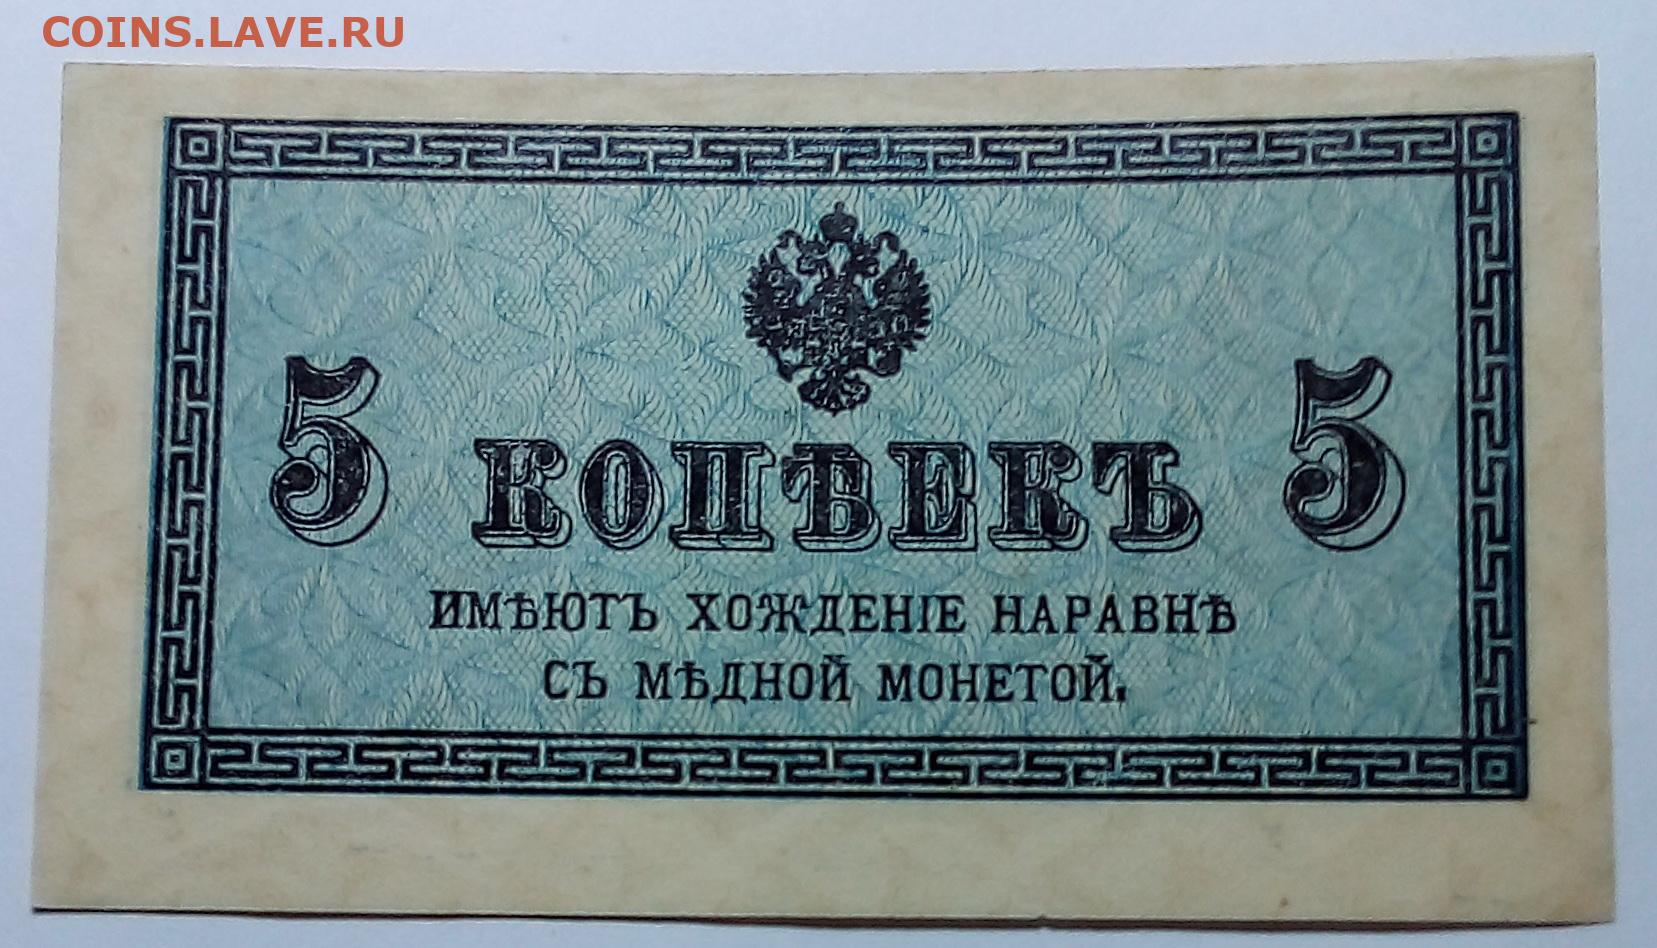 COINS.LAVE.RU
5 КОПѢЕКЪ 5
ИМѢЮТЪ ХОЖДЕНІЕ НАРАВНѢ
СЪ МѢДНОЙ МОНЕТОЙ.